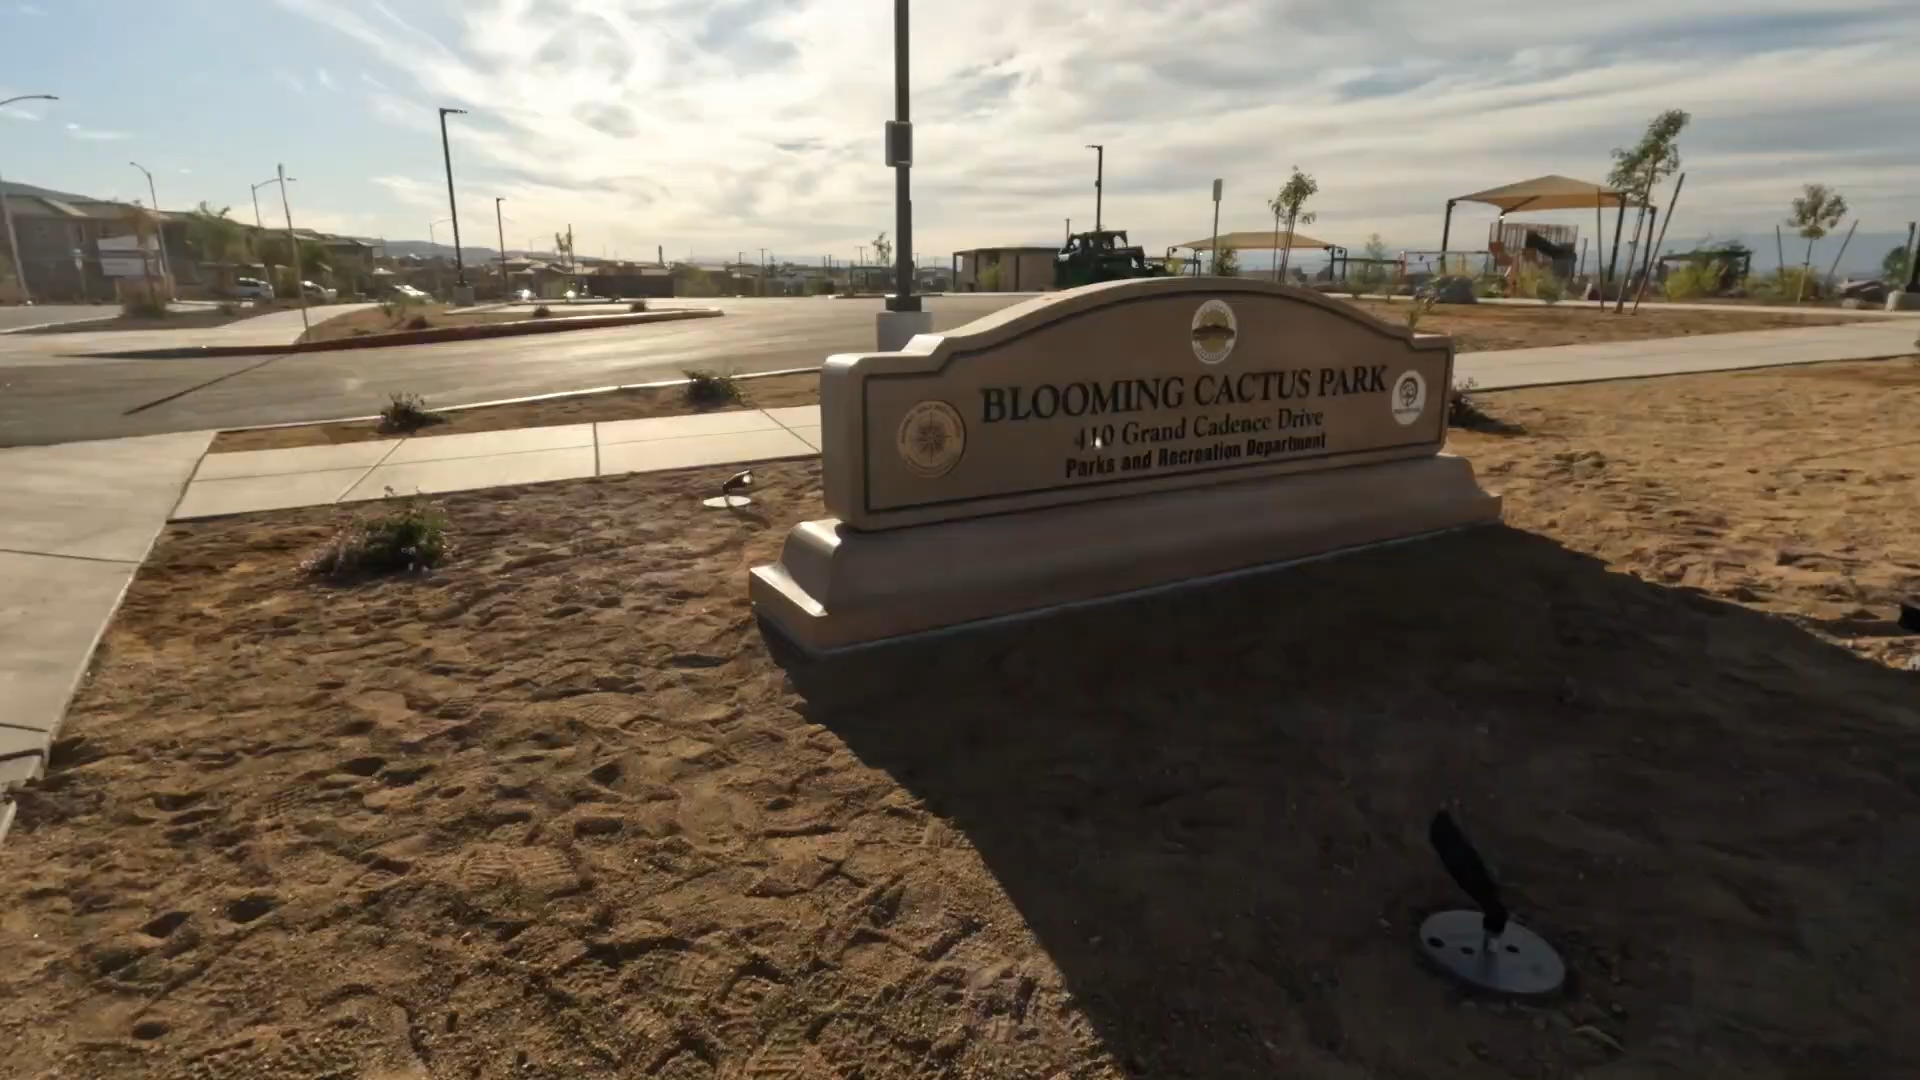 BLOOMING CACTUS PARK
410 Grand Cadence Drive
Parks and Recreation Department